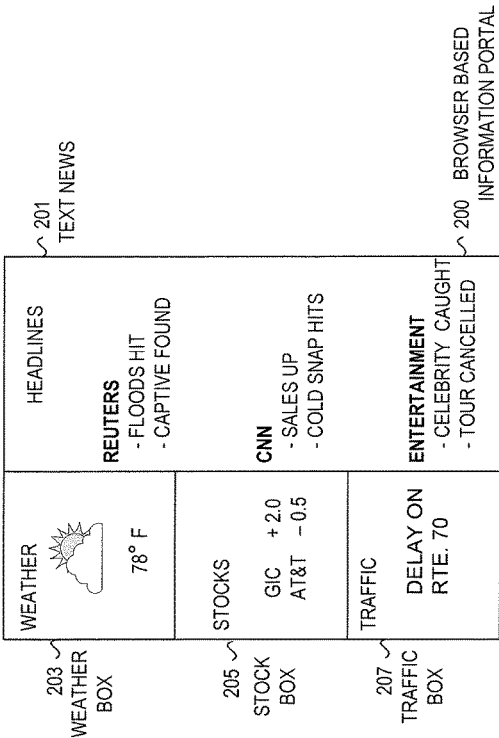 203
WEATHER
BOX
205
STOCK
BOX
207
TRAFFIC
BOX
WEATHER
78° F
STOCKS
GIC + 2.0
AT&T – 0.5
TRAFFIC
DELAY ON
RTE. 70
HEADLINES
REUTERS
- FLOODS HIT
- CAPTIVE FOUND
CNN
- SALES UP
- COLD SNAP HITS
ENTERTAINMENT
- CELEBRITY CAUGHT
- TOUR CANCELLED
201
TEXT NEWS
200 BROWSER BASED
INFORMATION PORTAL